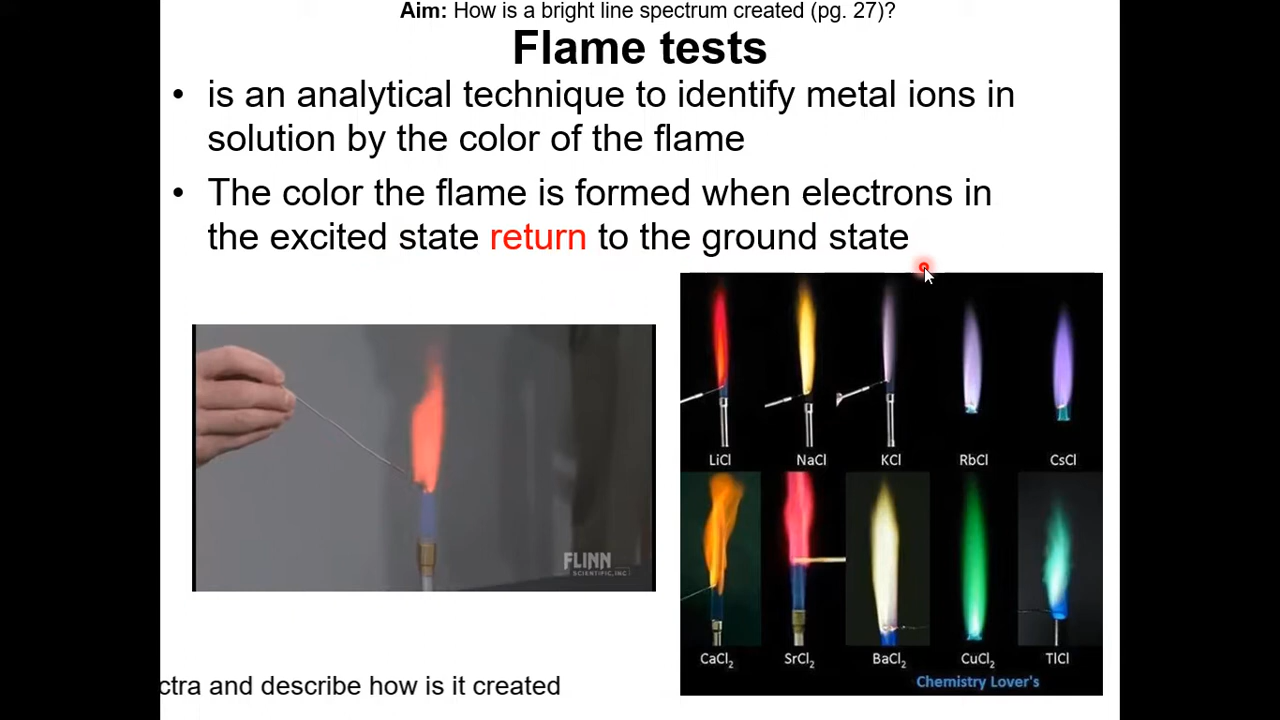 Aim: How is a bright line spectrum created (pg. 27)?
Flame tests
• is an analytical technique to identify metal ions in
solution by the color of the flame
• The color the flame is formed when electrons in
the excited state return to the ground state
FLINN
SCIENTIFIC, INC.
LiCl NaCl KCl RbCl CsCl
CaCl₂ SrCl₂ BaCl₂ CuCl₂ TlCl
Chemistry Lover's
ctra and describe how is it created